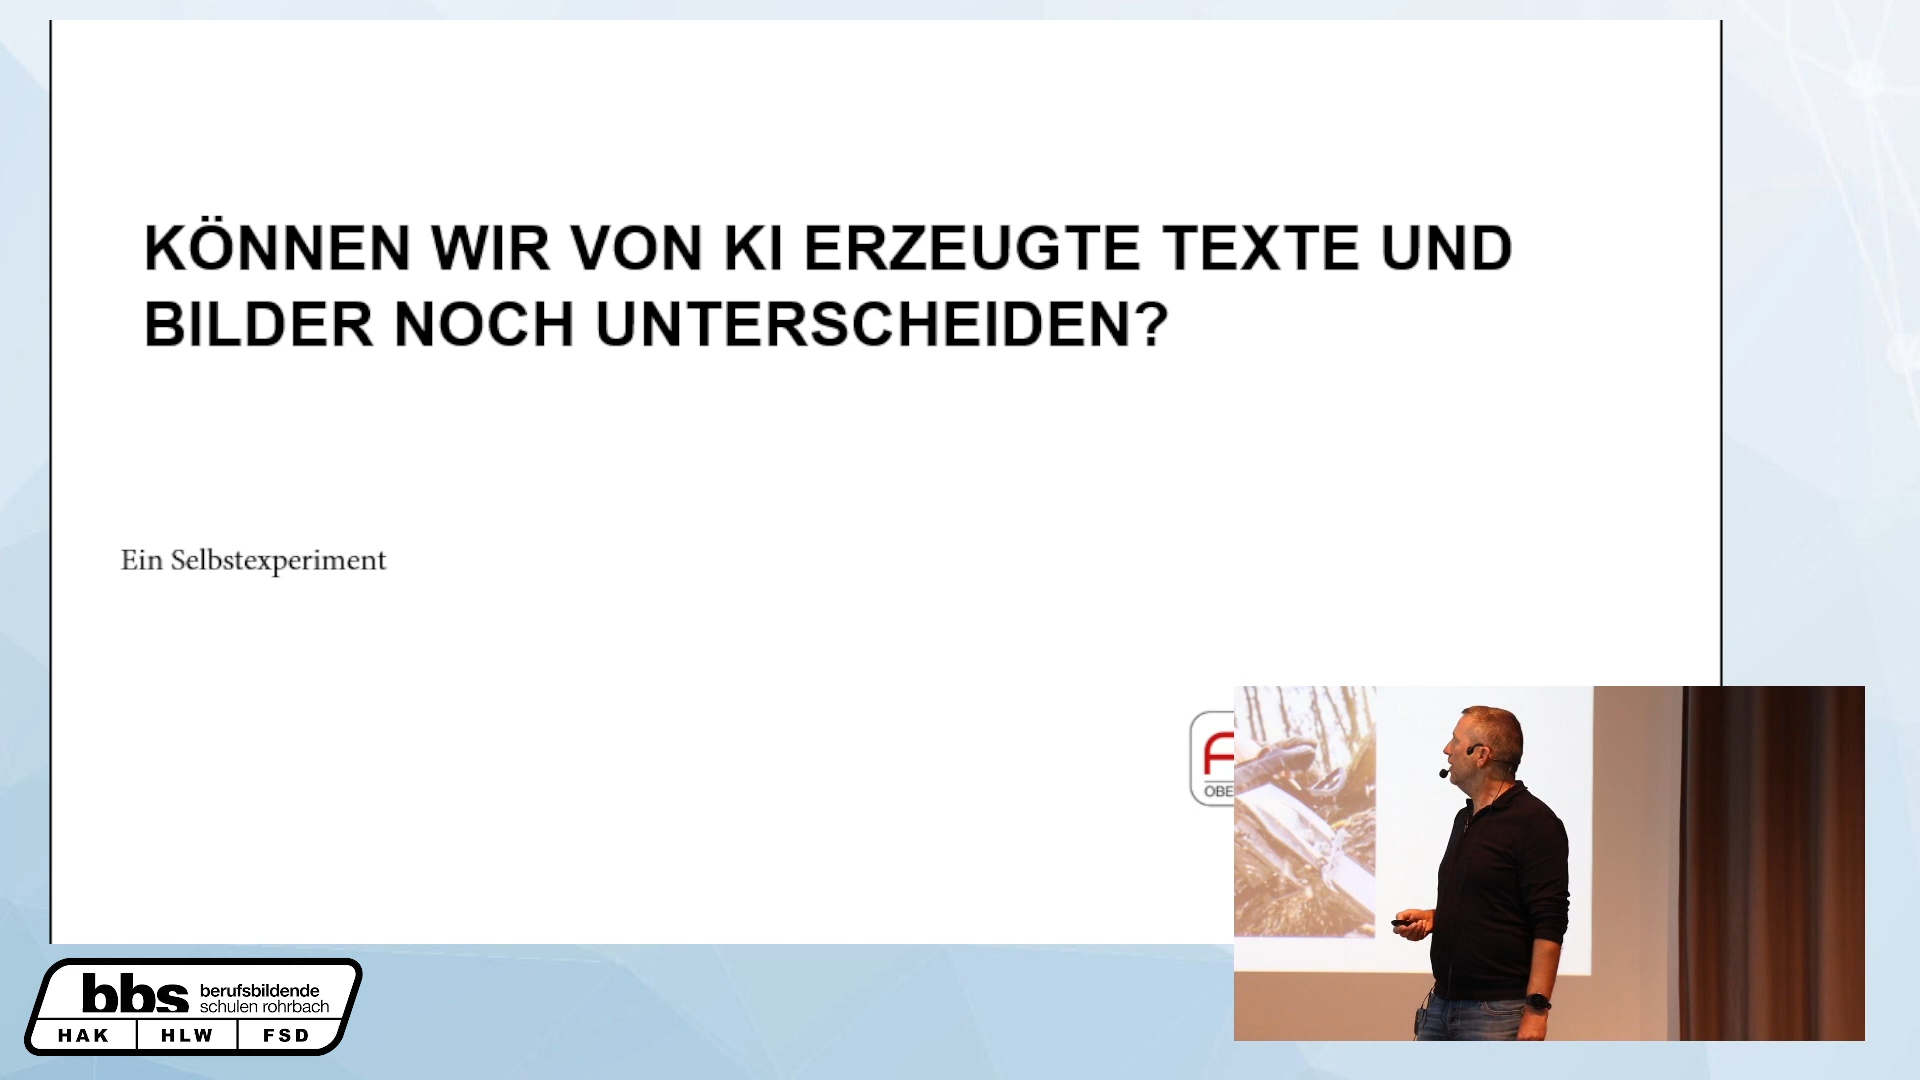 KÖNNEN WIR VON KI ERZEUGTE TEXTE UND
BILDER NOCH UNTERSCHEIDEN?
Ein Selbstexperiment
bbs berufsbildende
schulen rohrbach
HAK HLW FSD